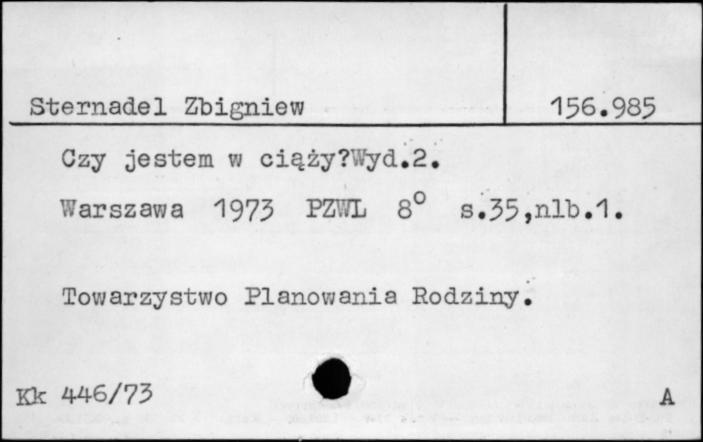 Sternadel Zbigniew 156.985
Czy jestem w ciąży?Wyd.2.
Warszawa 1973 PZWL 8° s.35,nlb.1.
Towarzystwo Planowania Rodziny.
Kk 446/73 A